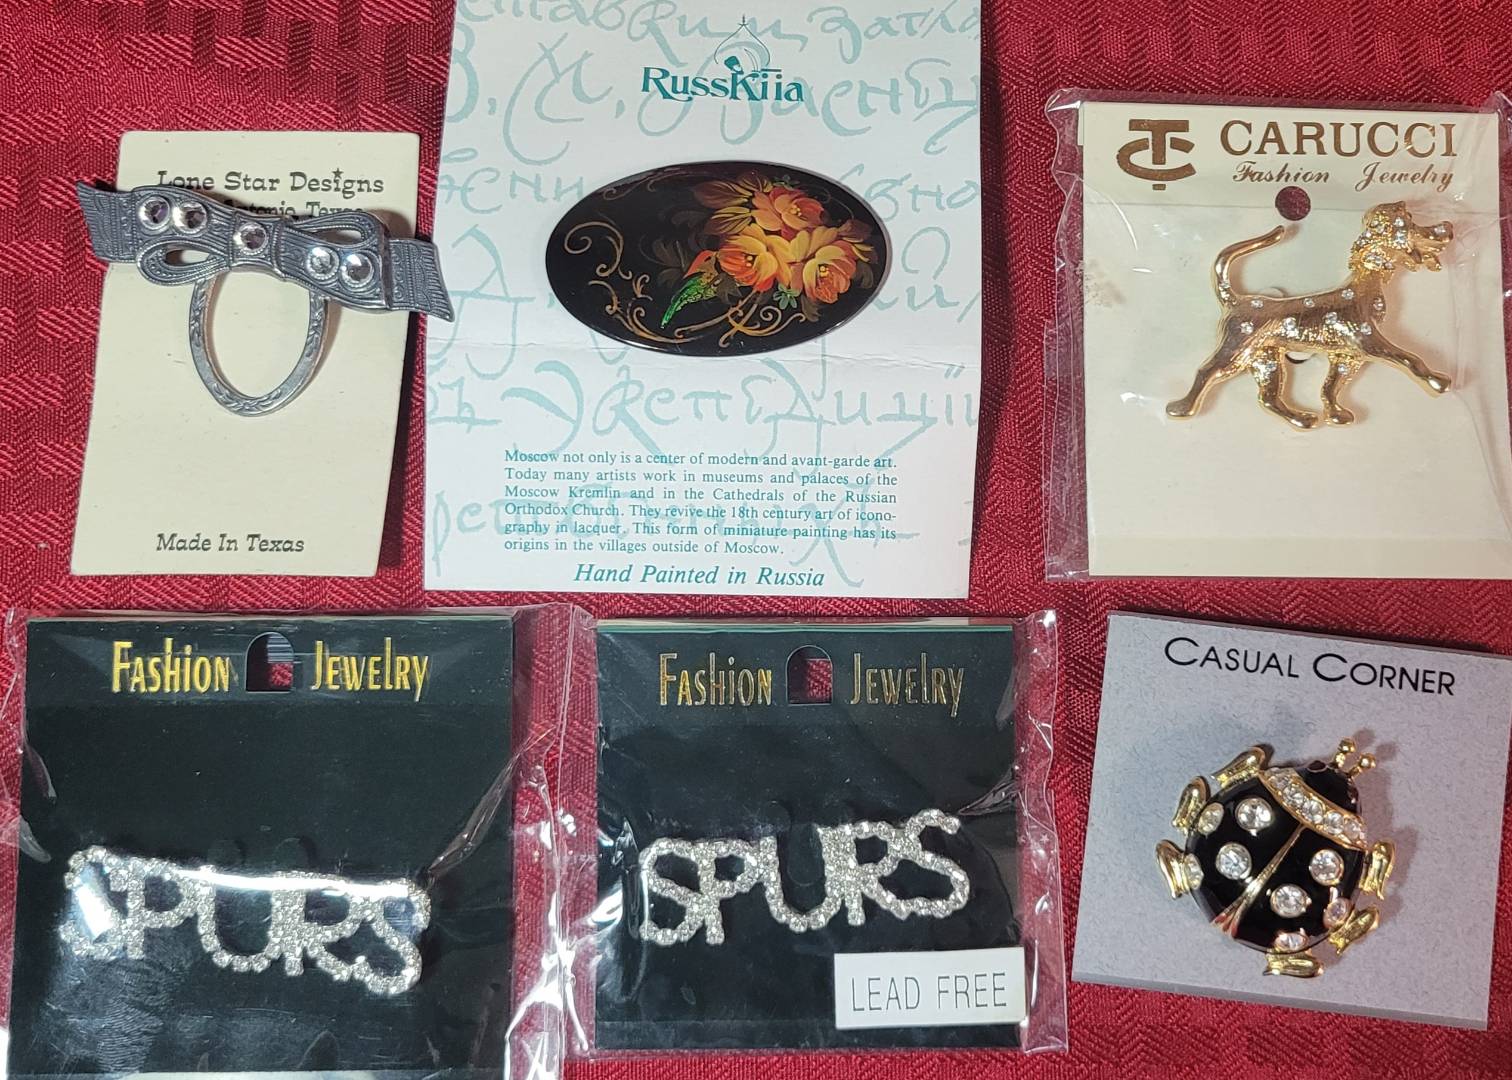 Lone Star Designs
Antonio, Texas
Made In Texas
Russkiia
Moscow not only is a center of modern and avant-garde art.
Today many artists work in museums and palaces of the
Moscow Kremlin and in the Cathedrals of the Russian
Orthodox Church. They revive the 18th century art of icono-
graphy in lacquer. This form of miniature painting has its
origins in the villages outside of Moscow.
Hand Painted in Russia
TC CARUCCI
Fashion Jewelry
FASHION JEWELRY
SPURS
FASHION JEWELRY
SPURS
LEAD FREE
CASUAL CORNER